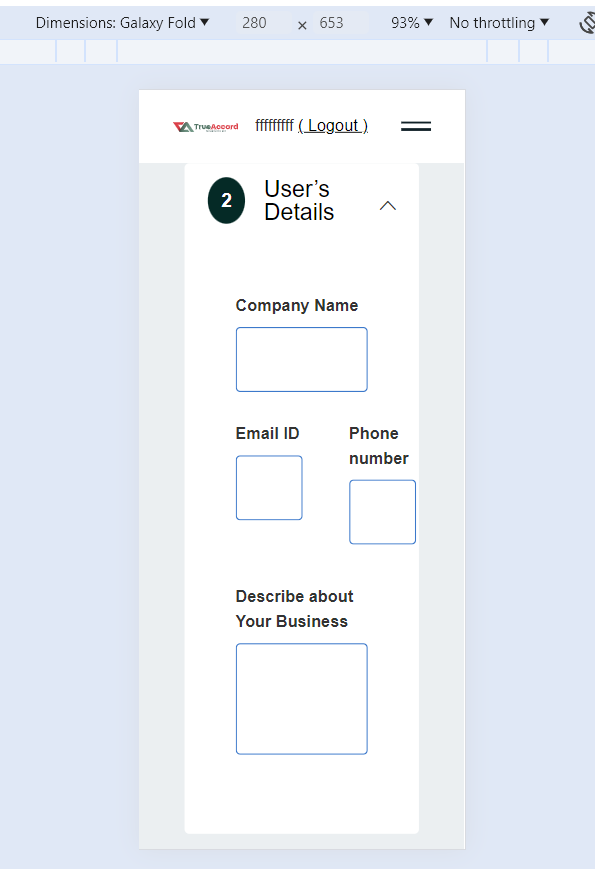 Dimensions: Galaxy Fold ▼ 280 × 653 93% ▼ No throttling ▼
TrueAccord fffffffff ( Logout )
2 User’s
Details
Company Name
Email ID Phone
number
Describe about
Your Business